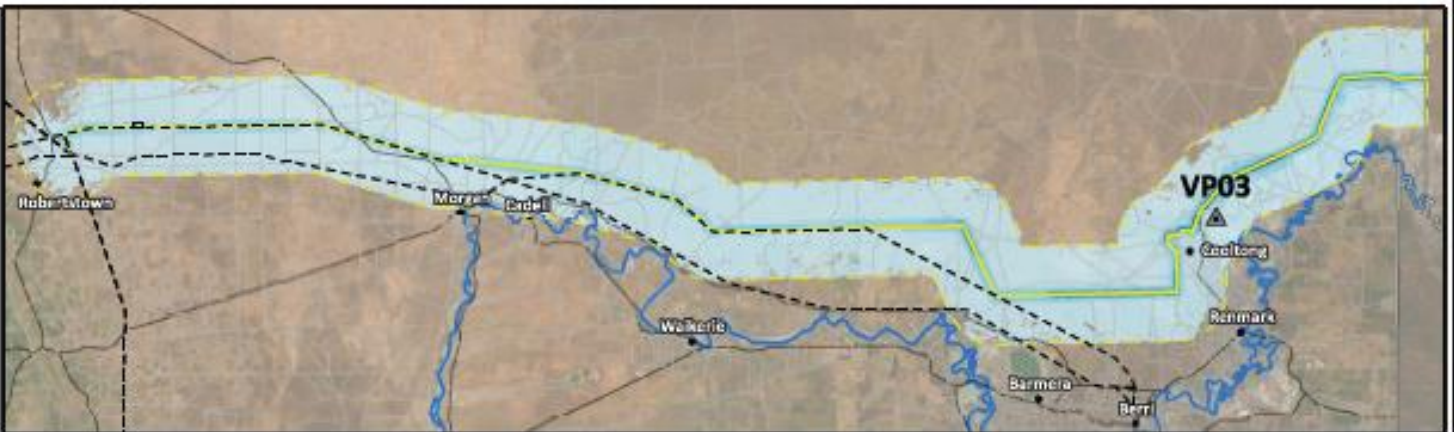 VP03
Robertstown
Morgan
Cadell
Cooltong
Renmark
Waikerie
Barmera
Berri